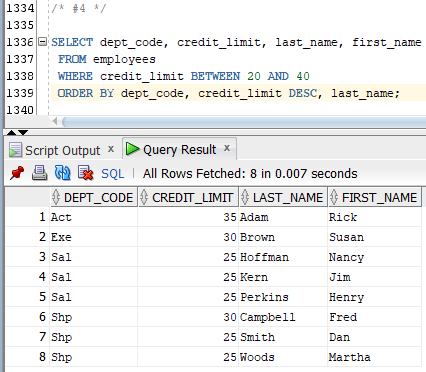 1334 /* #4 */
1335
1336 SELECT dept_code, credit_limit, last_name, first_name
1337 FROM employees
1338 WHERE credit_limit BETWEEN 20 AND 40
1339 ORDER BY dept_code, credit_limit DESC, last_name;
1340
Script Output x Query Result x
SQL | All Rows Fetched: 8 in 0.007 seconds
DEPT_CODE CREDIT_LIMIT LAST_NAME FIRST_NAME
1 Act 35 Adam Rick
2 Exe 30 Brown Susan
3 Sal 25 Hoffman Nancy
4 Sal 25 Kern Jim
5 Sal 25 Perkins Henry
6 Shp 30 Campbell Fred
7 Shp 25 Smith Dan
8 Shp 25 Woods Martha